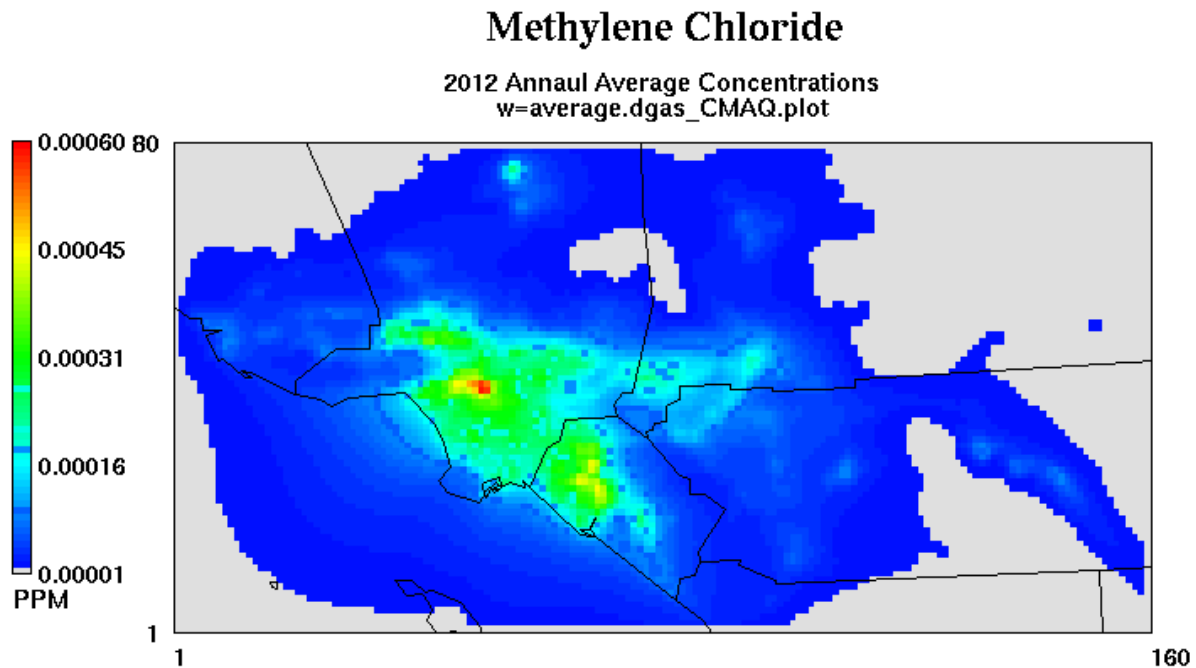 Methylene Chloride
2012 Annaul Average Concentrations
w=average.dgas_CMAQ.plot
0.00060
80
0.00045
0.00031
0.00016
0.00001
PPM
1
1
160